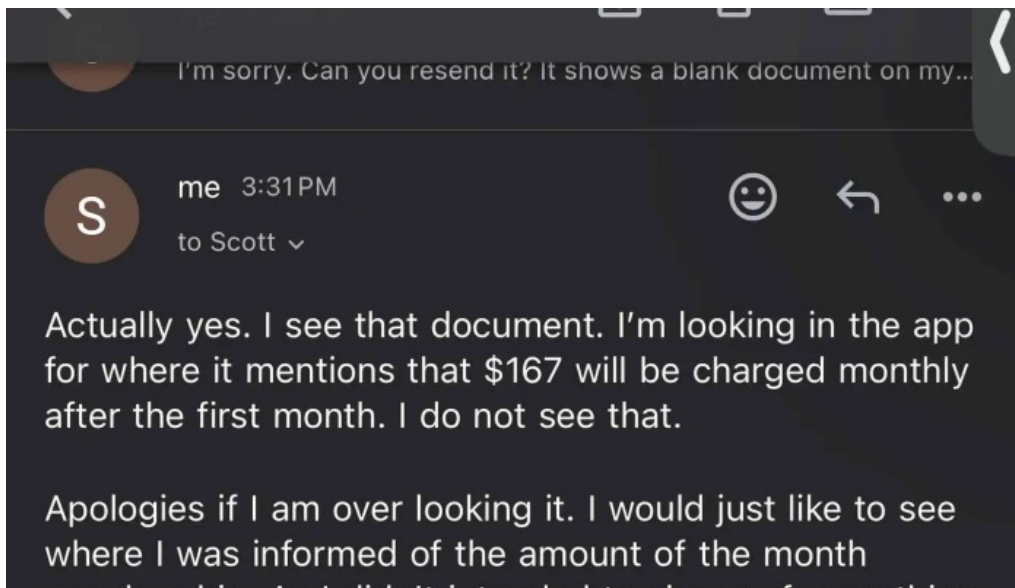 I'm sorry. Can you resend it? It shows a blank document on my...
S
me 3:31 PM
to Scott
Actually yes. I see that document. I'm looking in the app
for where it mentions that $167 will be charged monthly
after the first month. I do not see that.
Apologies if I am over looking it. I would just like to see
where I was informed of the amount of the month